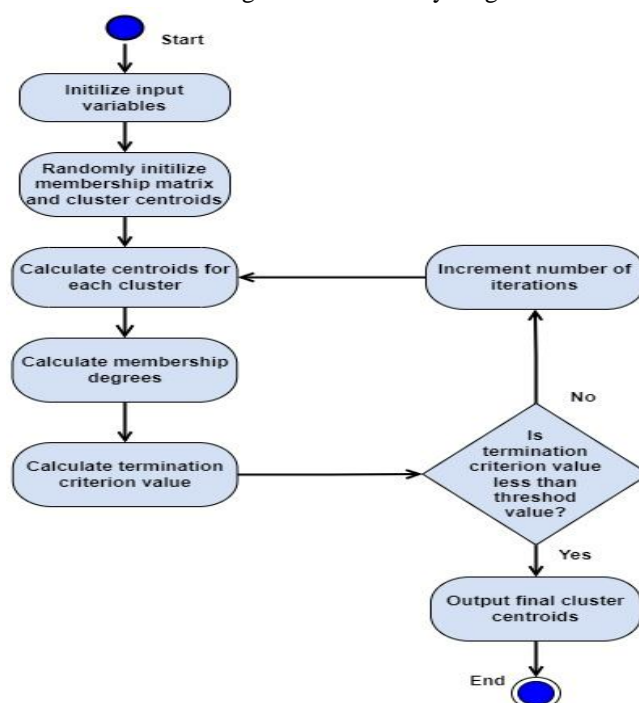 Start
Initilize input
variables
Randomly initilize
membership matrix
and cluster centroids
Calculate centroids for
each cluster
Increment number of
iterations
Calculate membership
degrees
No
Calculate termination
criterion value
Is
termination
criterion value
less than
threshod
value?
Yes
Output final cluster
centroids
End